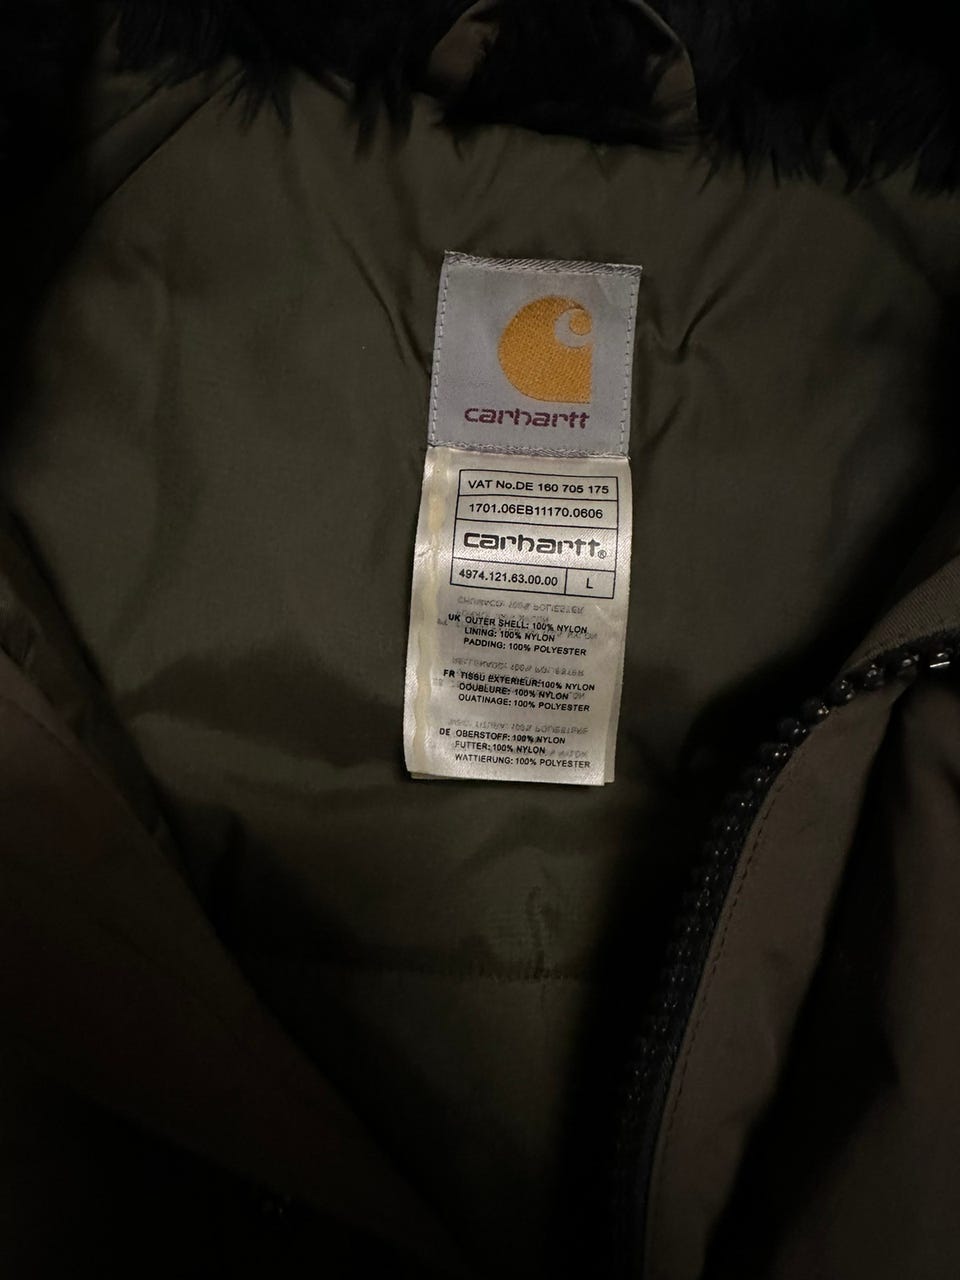 carhartt
VAT No.DE 160 705 175
1701.06EB11170.0606
carhartt®
4974.121.63.00.00 L
UK OUTER SHELL: 100% NYLON
LINING: 100% NYLON
PADDING: 100% POLYESTER
FR TISSU EXTERIEUR:100% NYLON
DOUBLURE: 100% NYLON
OUATINAGE: 100% POLYESTER
DE OBERSTOFF: 100% NYLON
FUTTER: 100% NYLON
WATTIERUNG: 100% POLYESTER